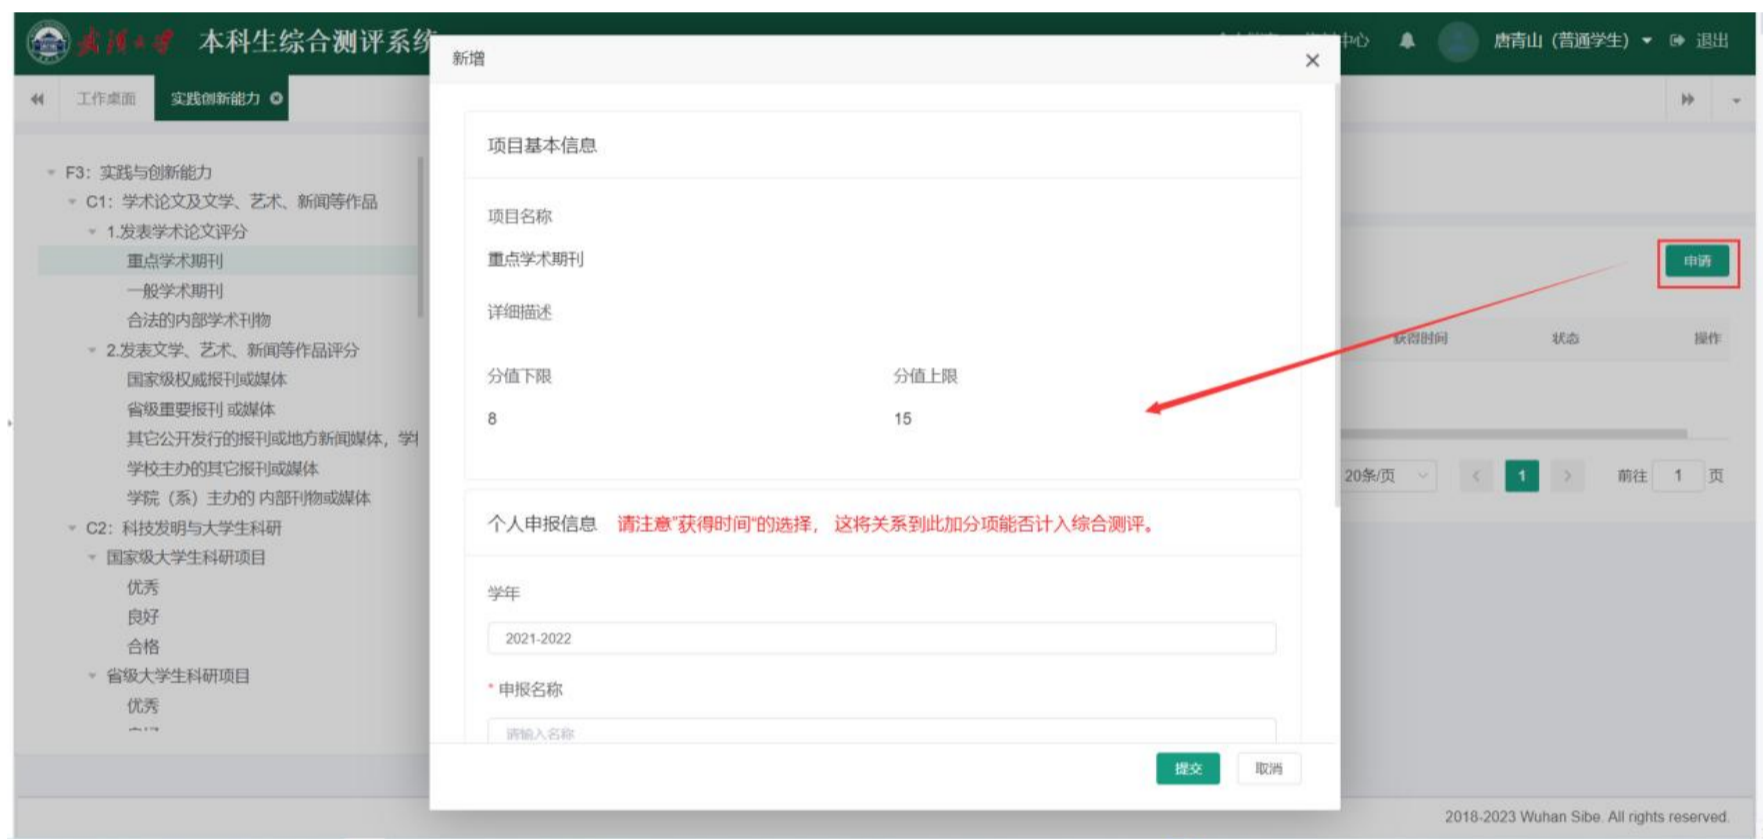 武汉大学 本科生综合测评系统
中心 唐青山（普通学生） 退出
工作桌面 实践创新能力
F3：实践与创新能力
C1：学术论文及文学、艺术、新闻等作品
1.发表学术论文评分
重点学术期刊
一般学术期刊
合法的内部学术刊物
2.发表文学、艺术、新闻等作品评分
国家级权威报刊或媒体
省级重要报刊 或媒体
其它公开发行的报刊或地方新闻媒体，学
学校主办的其它报刊或媒体
学院（系）主办的 内部刊物或媒体
C2：科技发明与大学生科研
国家级大学生科研项目
优秀
良好
合格
省级大学生科研项目
优秀
新增
项目基本信息
项目名称
重点学术期刊
详细描述
分值下限 分值上限
8 15
个人申报信息 请注意"获得时间"的选择， 这将关系到此加分项能否计入综合测评。
学年
2021-2022
* 申报名称
请输入名称
提交 取消
申请
获得时间 状态 操作
20条/页 1 前往 1 页
2018-2023 Wuhan Sibe. All rights reserved.